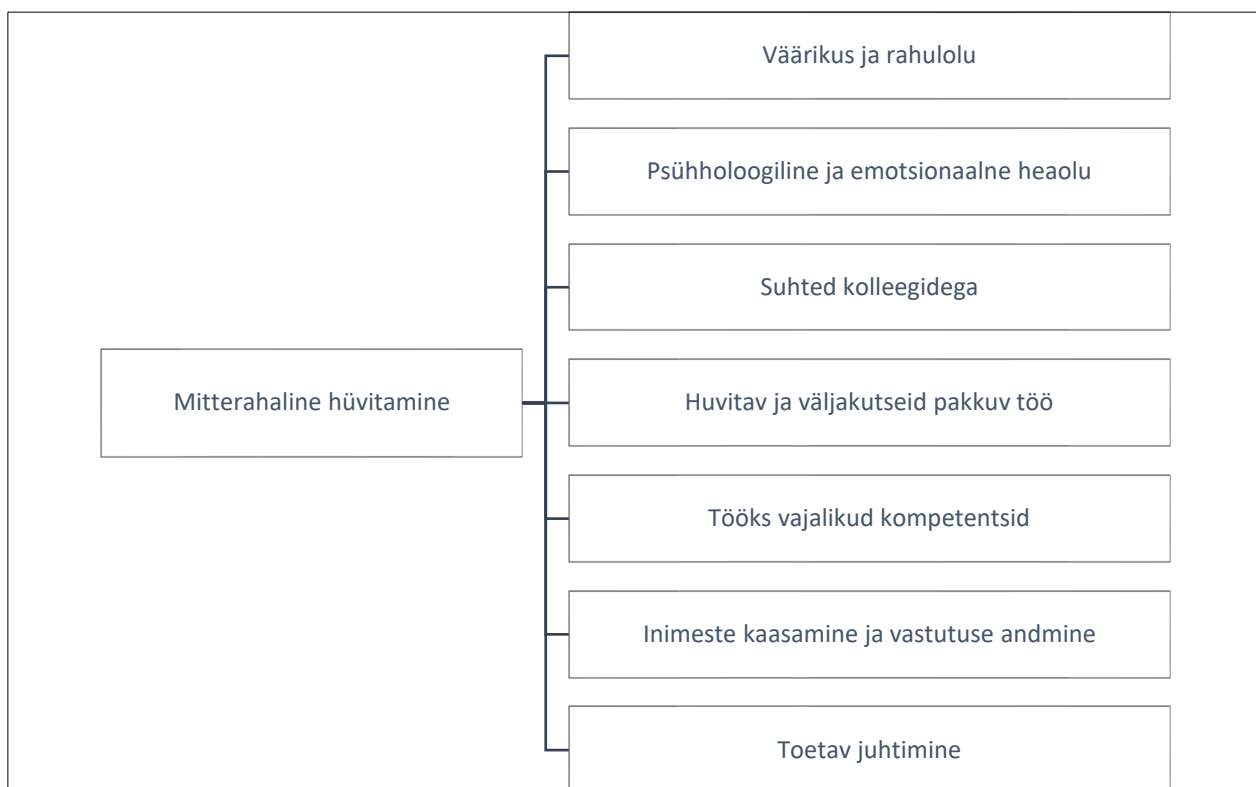 Väärikus ja rahulolu
Psühholoogiline ja emotsionaalne heaolu
Suhted kolleegidega
Mitterahaline hüvitamine
Huvitav ja väljakutseid pakkuv töö
Tööks vajalikud kompetentsid
Inimeste kaasamine ja vastutuse andmine
Toetav juhtimine